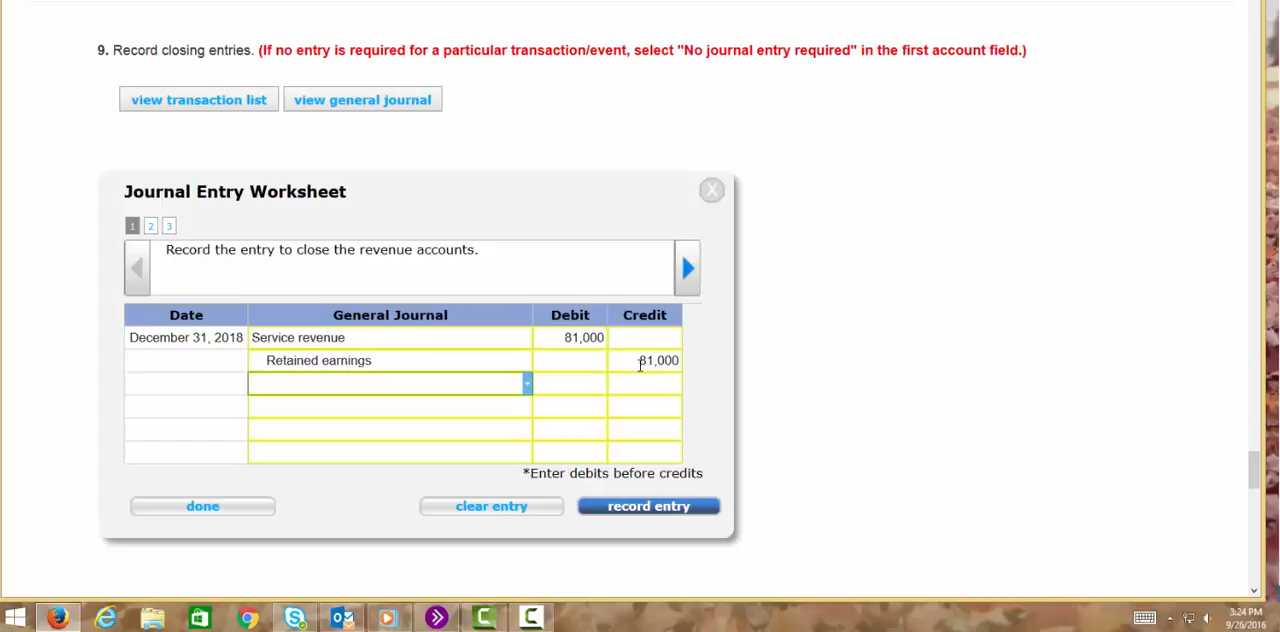 9. Record closing entries. (If no entry is required for a particular transaction/event, select "No journal entry required" in the first account field.)
view transaction list view general journal
Journal Entry Worksheet
X
1 2 3
Record the entry to close the revenue accounts.
Date General Journal Debit Credit
December 31, 2018 Service revenue 81,000
Retained earnings 81,000
*Enter debits before credits
done clear entry record entry
3:24 PM
9/26/2016